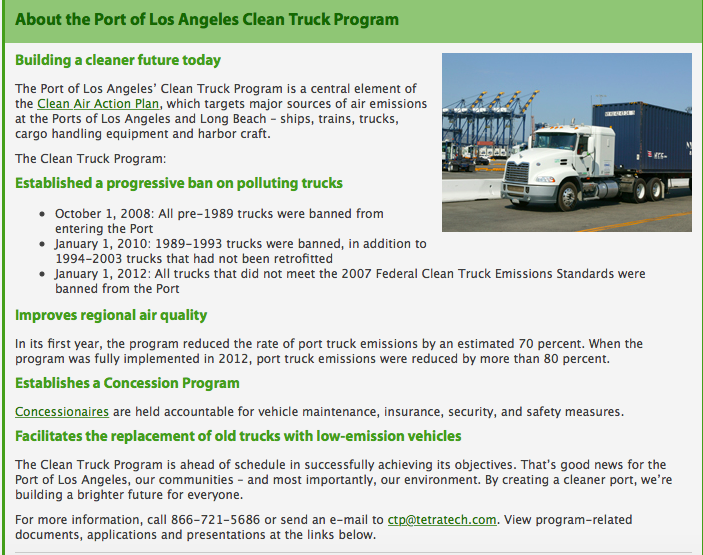 About the Port of Los Angeles Clean Truck Program
Building a cleaner future today
The Port of Los Angeles' Clean Truck Program is a central element of
the Clean Air Action Plan, which targets major sources of air emissions
at the Ports of Los Angeles and Long Beach – ships, trains, trucks,
cargo handling equipment and harbor craft.
The Clean Truck Program:
Established a progressive ban on polluting trucks
• October 1, 2008: All pre-1989 trucks were banned from
entering the Port
• January 1, 2010: 1989-1993 trucks were banned, in addition to
1994-2003 trucks that had not been retrofitted
• January 1, 2012: All trucks that did not meet the 2007 Federal Clean Truck Emissions Standards were
banned from the Port
Improves regional air quality
In its first year, the program reduced the rate of port truck emissions by an estimated 70 percent. When the
program was fully implemented in 2012, port truck emissions were reduced by more than 80 percent.
Establishes a Concession Program
Concessionaires are held accountable for vehicle maintenance, insurance, security, and safety measures.
Facilitates the replacement of old trucks with low-emission vehicles
The Clean Truck Program is ahead of schedule in successfully achieving its objectives. That's good news for the
Port of Los Angeles, our communities – and most importantly, our environment. By creating a cleaner port, we're
building a brighter future for everyone.
For more information, call 866-721-5686 or send an e-mail to ctp@tetratech.com. View program-related
documents, applications and presentations at the links below.